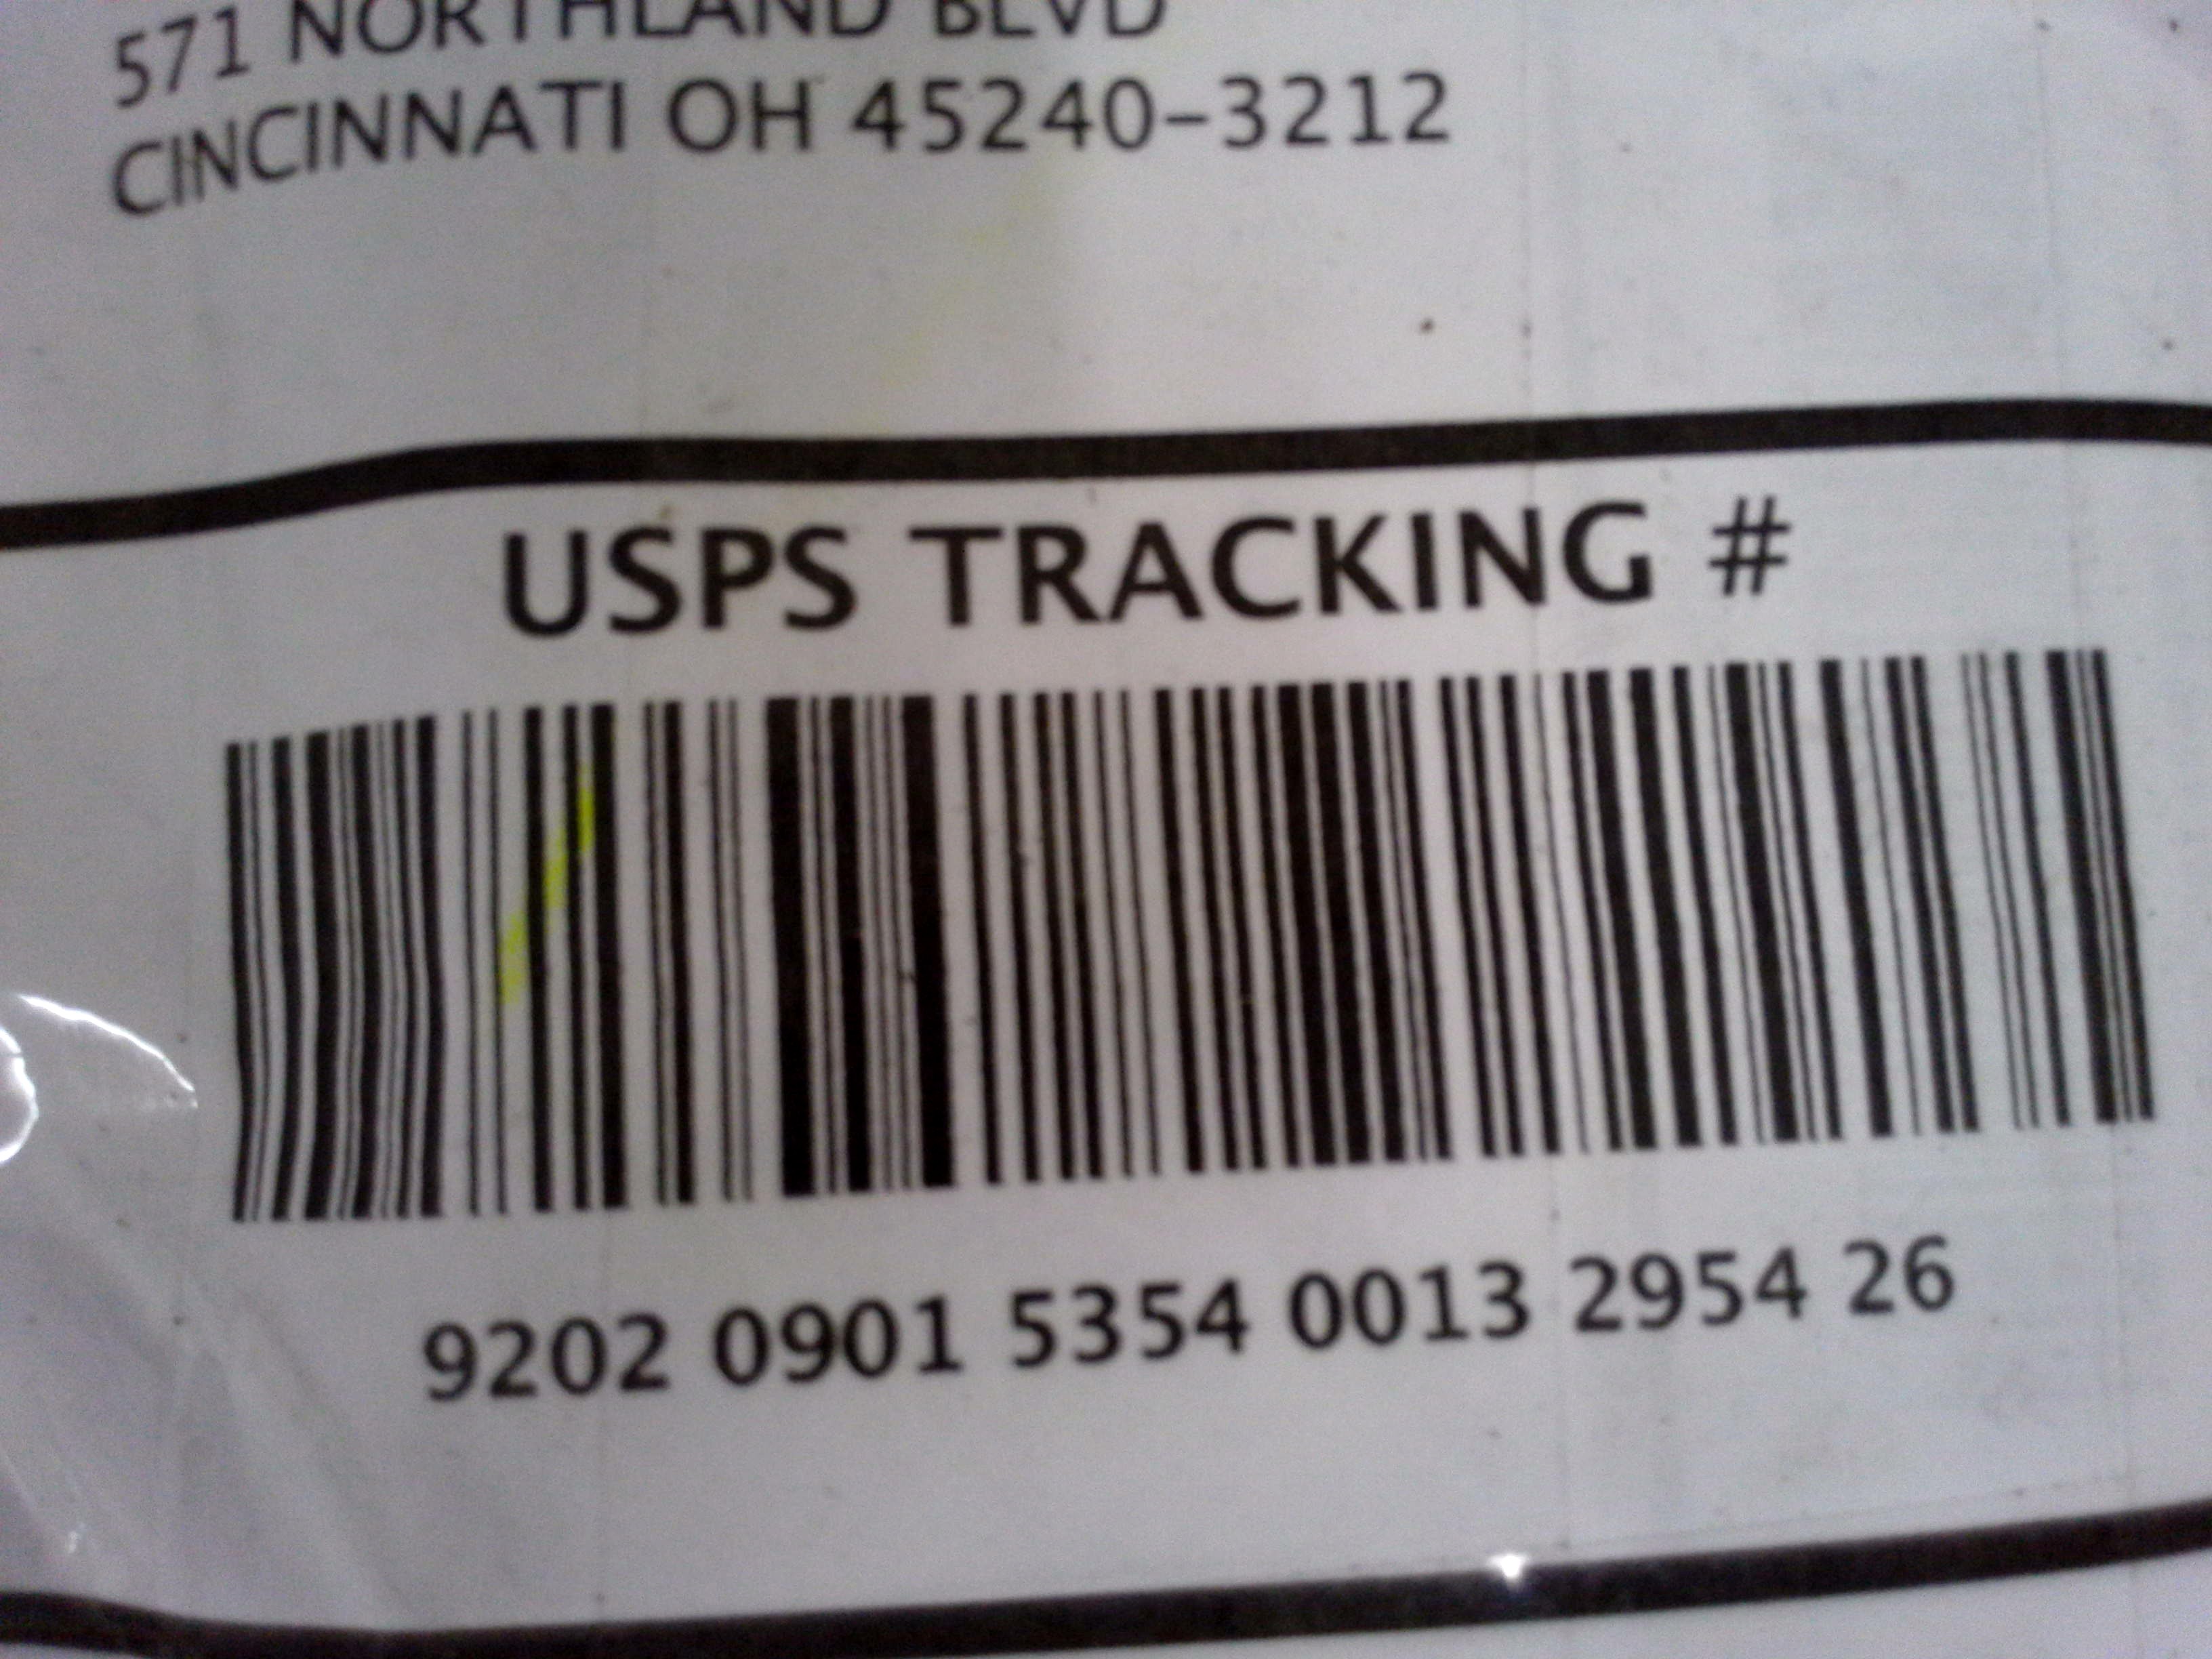 571 NORTHLAND BLVD
CINCINNATI OH 45240-3212
USPS TRACKING #
9202 0901 5354 0013 2954 26